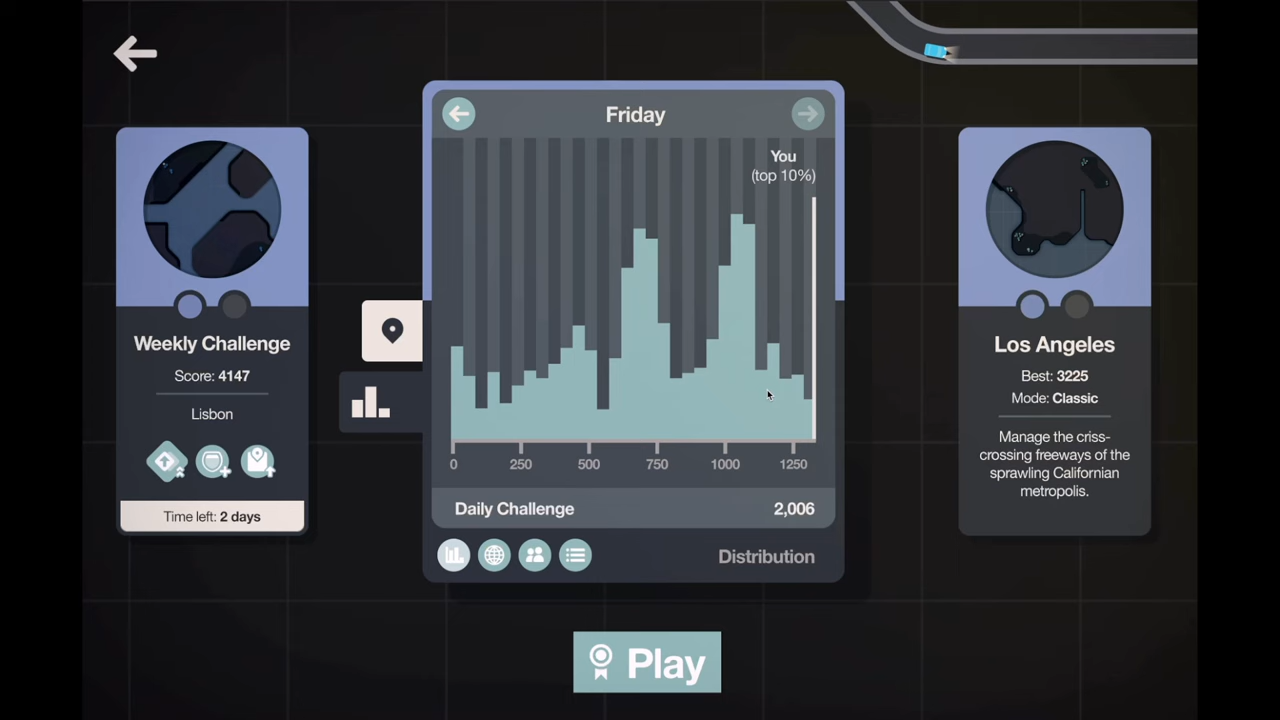 Friday
You
(top 10%)
0 250 500 750 1000 1250
Daily Challenge 2,006
Distribution
Weekly Challenge
Score: 4147
Lisbon
Time left: 2 days
Los Angeles
Best: 3225
Mode: Classic
Manage the criss-
crossing freeways of the
sprawling Californian
metropolis.
Play